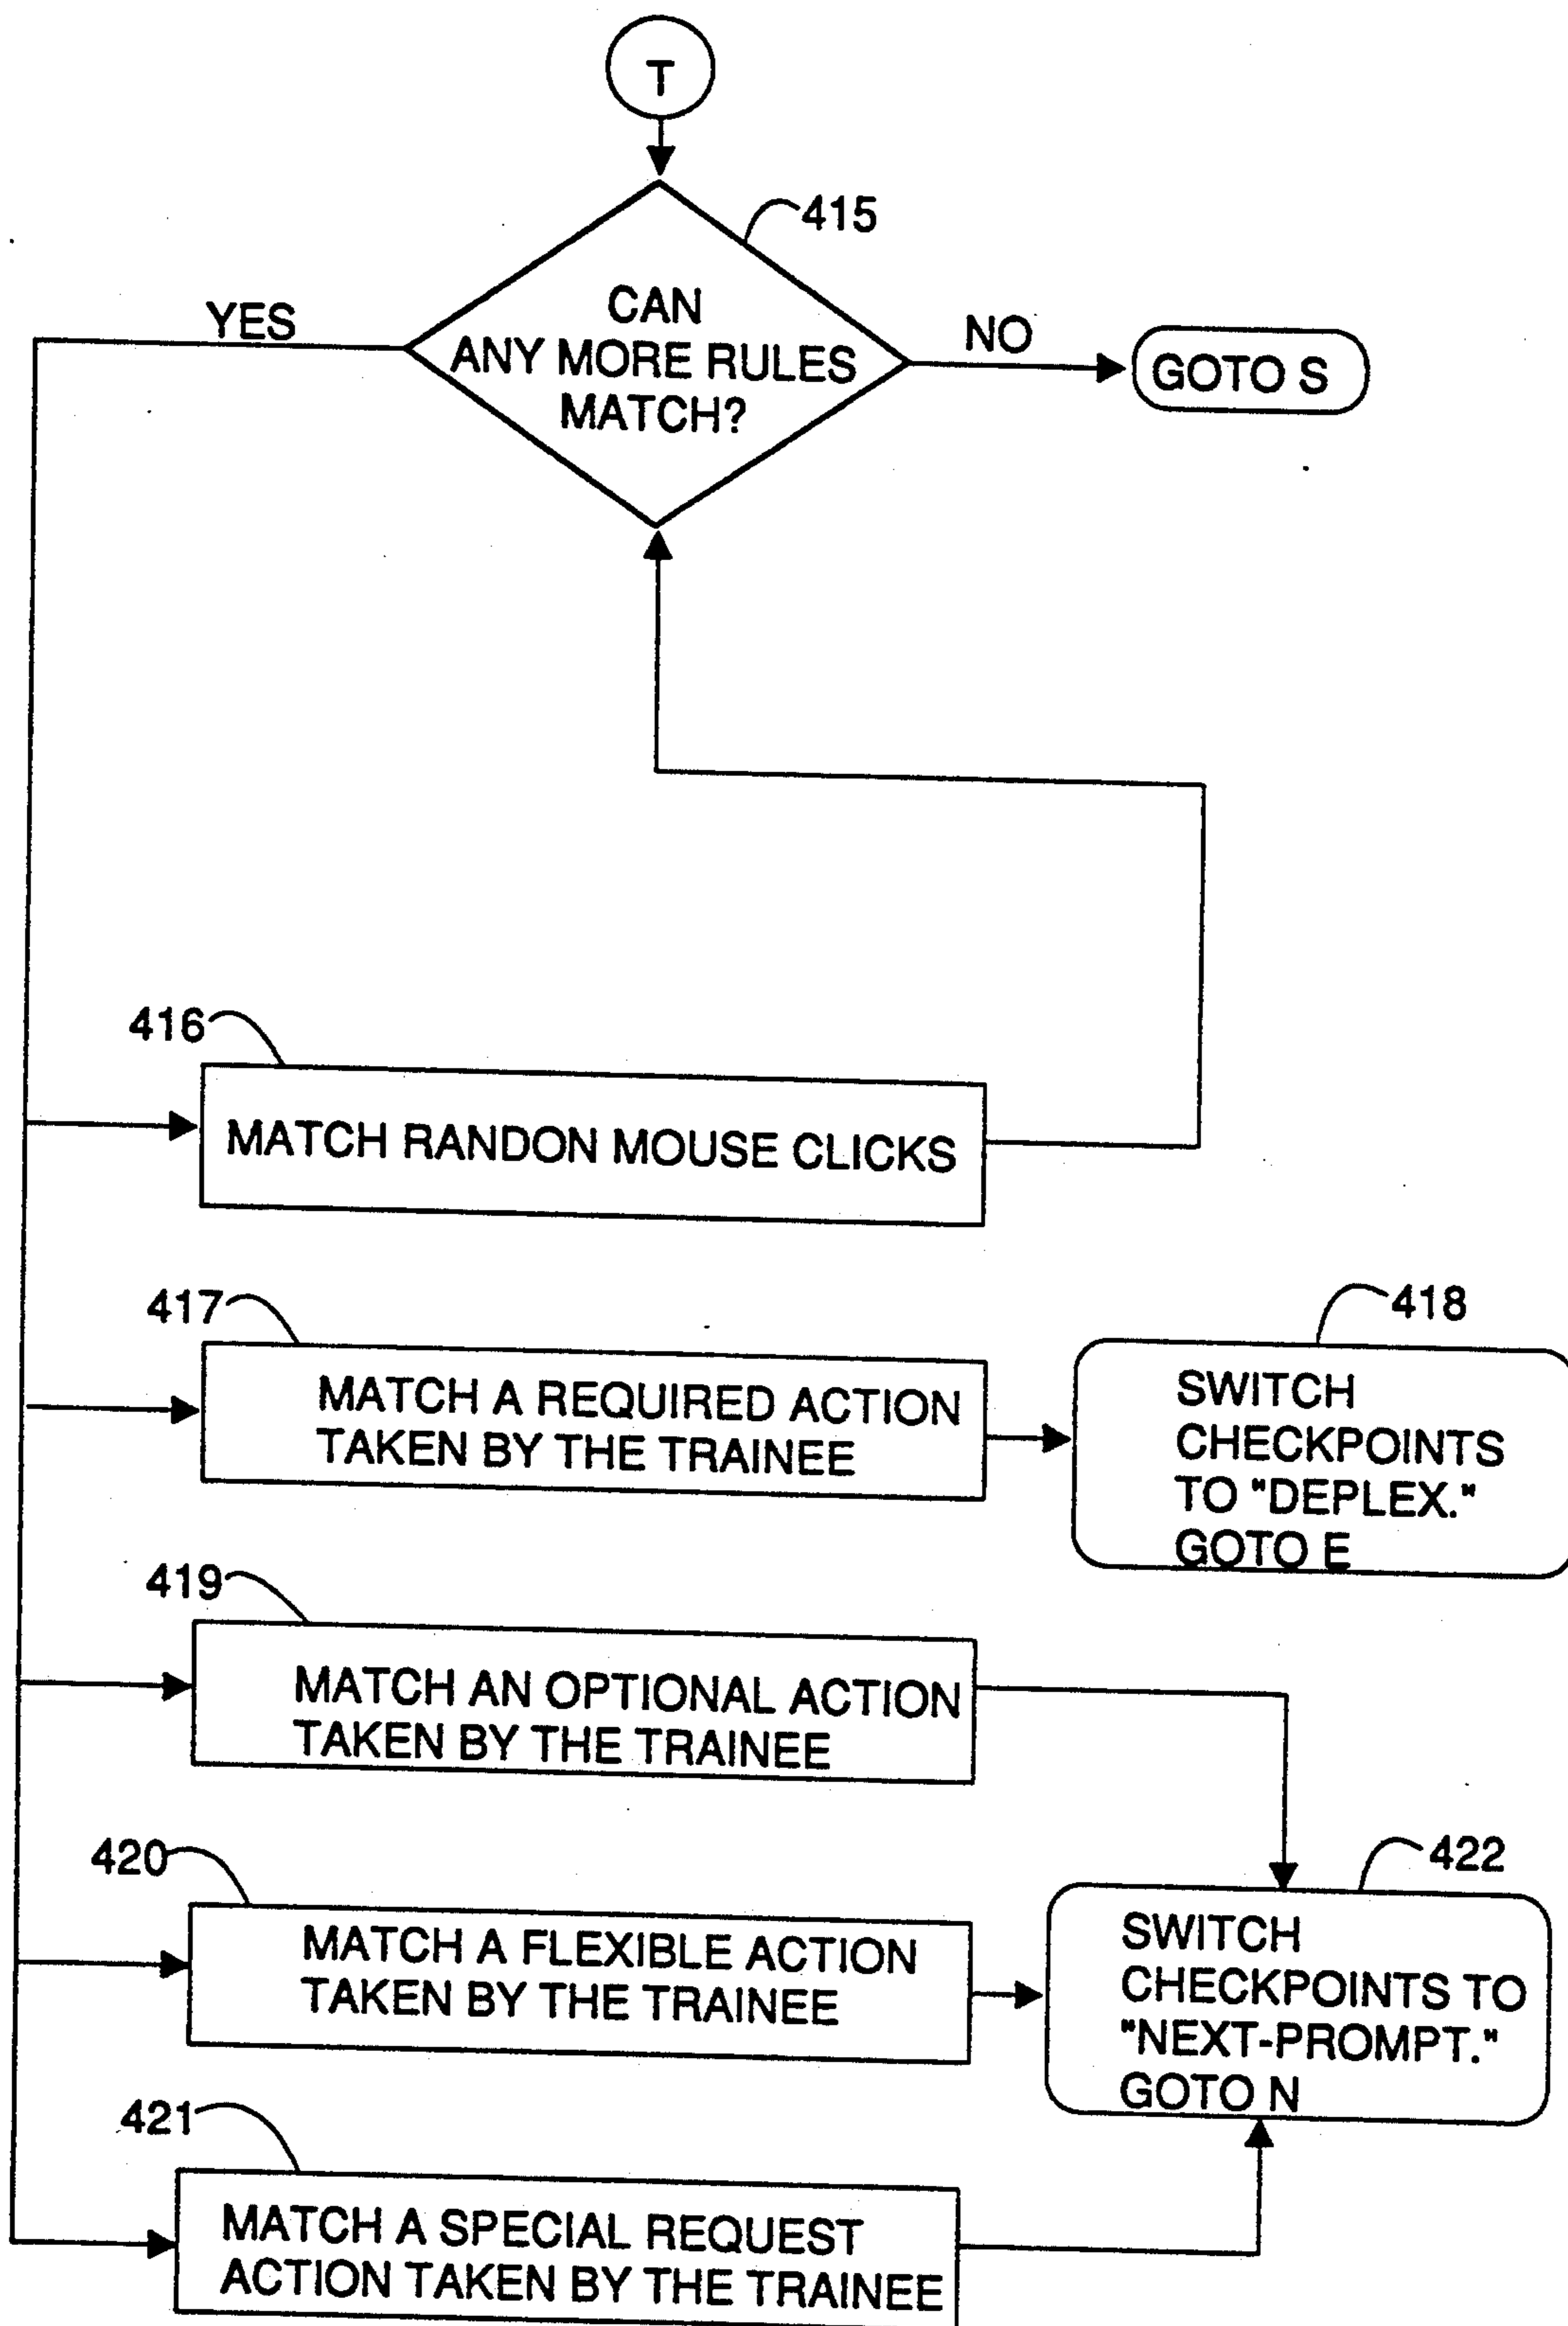 T
415
CAN
ANY MORE RULES
MATCH?
YES
NO
GOTO S
416
MATCH RANDON MOUSE CLICKS
417
MATCH A REQUIRED ACTION
TAKEN BY THE TRAINEE
418
SWITCH
CHECKPOINTS
TO "DEPLEX."
GOTO E
419
MATCH AN OPTIONAL ACTION
TAKEN BY THE TRAINEE
420
MATCH A FLEXIBLE ACTION
TAKEN BY THE TRAINEE
422
SWITCH
CHECKPOINTS TO
"NEXT-PROMPT."
GOTO N
421
MATCH A SPECIAL REQUEST
ACTION TAKEN BY THE TRAINEE